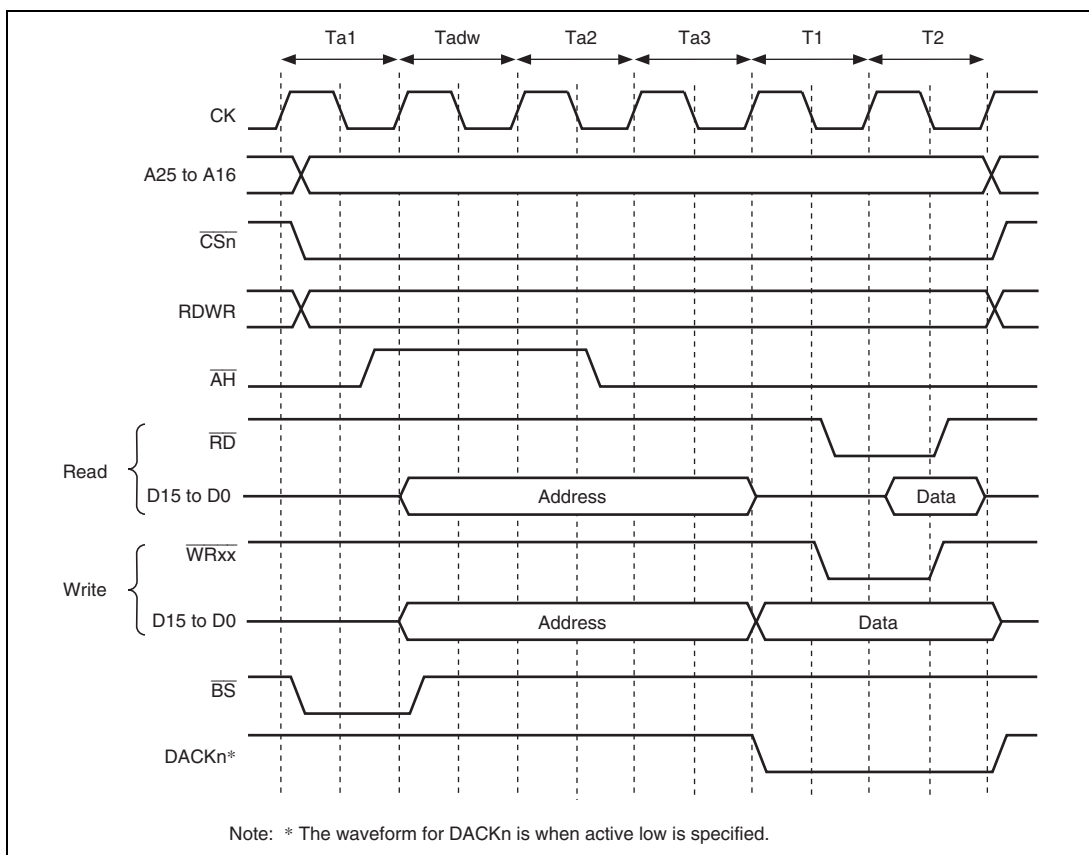 Ta1 Tadw Ta2 Ta3 T1 T2
CK
A25 to A16
CSn
RDWR
AH
RD
Read
D15 to D0 Address Data
WRxx
Write
D15 to D0 Address Data
BS
DACKn*
Note: * The waveform for DACKn is when active low is specified.